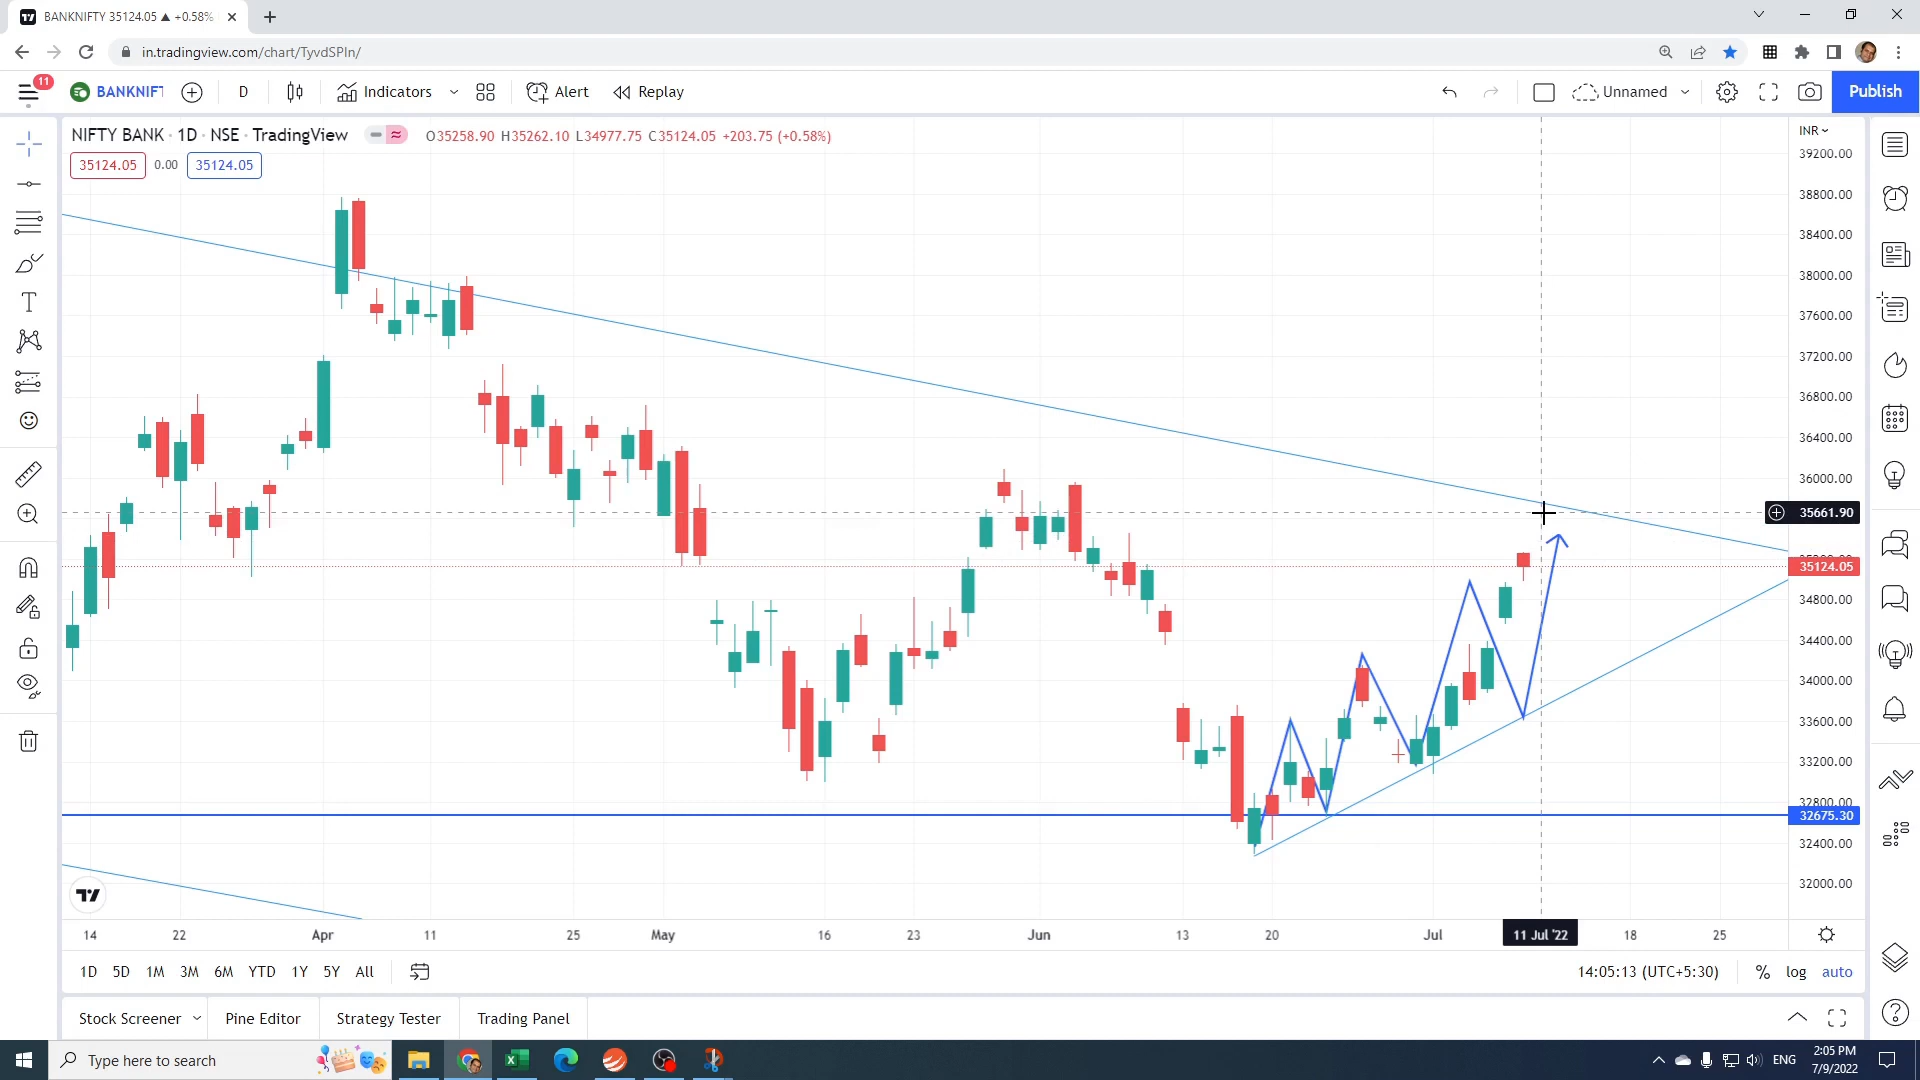 BANKNIFTY 35124.05 ▲ +0.58%
in.tradingview.com/chart/TyvdSPIn/
11
BANKNIFT
D
Indicators
Alert
Replay
Unnamed
Publish
NIFTY BANK · 1D · NSE · TradingView
O35258.90 H35262.10 L34977.75 C35124.05 +203.75 (+0.58%)
35124.05 0.00 35124.05
INR
39200.00
38800.00
38400.00
38000.00
37600.00
37200.00
36800.00
36400.00
36000.00
35661.90
35124.05
34800.00
34400.00
34000.00
33600.00
33200.00
32800.00
32675.30
32400.00
32000.00
14 22 Apr 11 25 May 16 23 Jun 13 20 Jul 11 Jul '22 18 25
1D 5D 1M 3M 6M YTD 1Y 5Y All
14:05:13 (UTC+5:30) % log auto
Stock Screener Pine Editor Strategy Tester Trading Panel
Type here to search
ENG
2:05 PM
7/9/2022